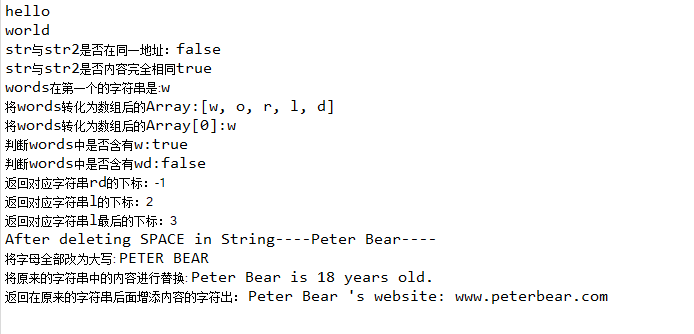 hello
world
str与str2是否在同一地址：false
str与str2是否内容完全相同true
words在第一个的字符串是:w
将words转化为数组后的Array:[w, o, r, l, d]
将words转化为数组后的Array[0]:w
判断words中是否含有w:true
判断words中是否含有wd:false
返回对应字符串rd的下标：-1
返回对应字符串l的下标：2
返回对应字符串l最后的下标：3
After deleting SPACE in String----Peter Bear----
将字母全部改为大写:PETER BEAR
将原来的字符串中的内容进行替换:Peter Bear is 18 years old.
返回在原来的字符串后面增添内容的字符出：Peter Bear 's website: www.peterbear.com